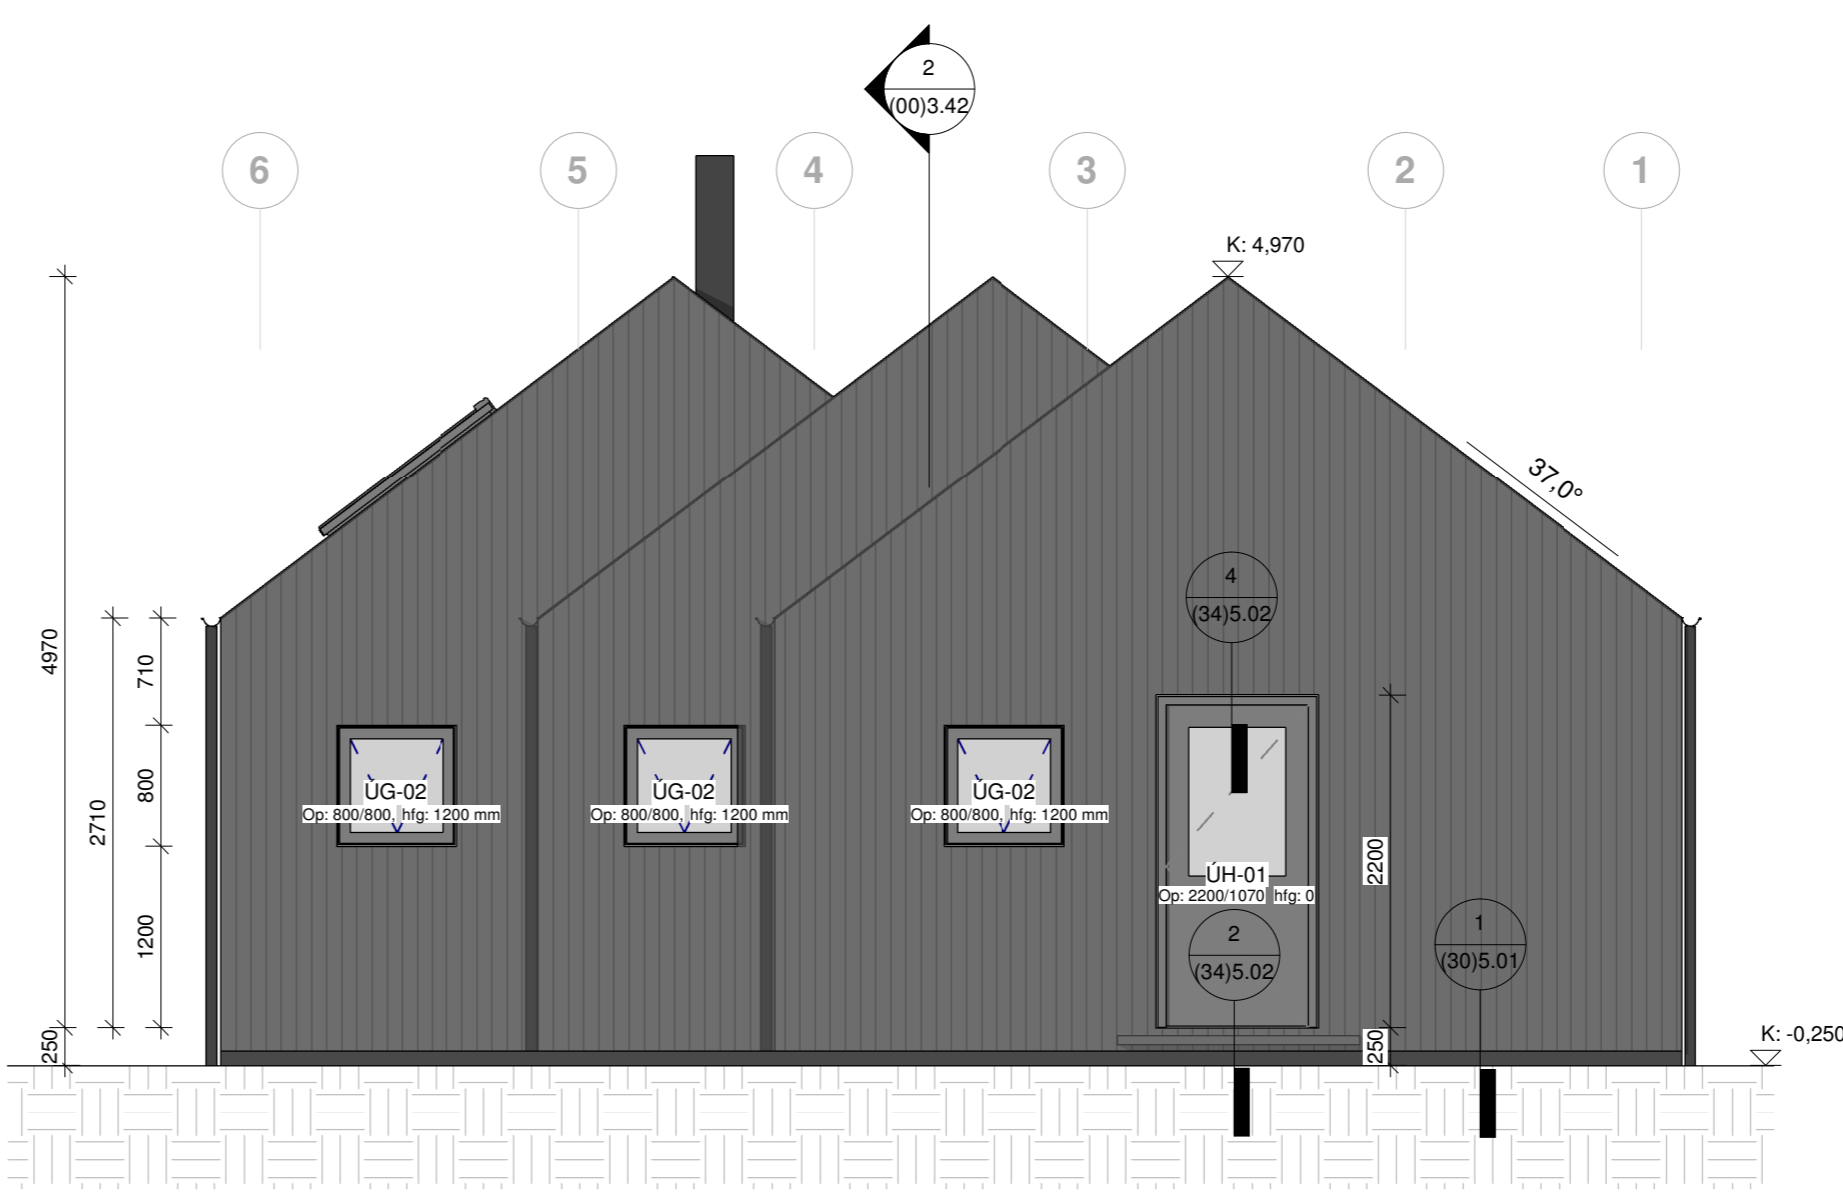 2
(00)3.42
6
5
4
3
2
1
K: 4,970
37,0°
4
(34)5.02
4970
710
800
2710
1200
250
ÚG-02
Op: 800/800, hfg: 1200 mm
ÚG-02
Op: 800/800, hfg: 1200 mm
ÚG-02
Op: 800/800, hfg: 1200 mm
ÚH-01
Op: 2200/1070 hfg: 0
2200
2
(34)5.02
1
(30)5.01
250
K: -0,250